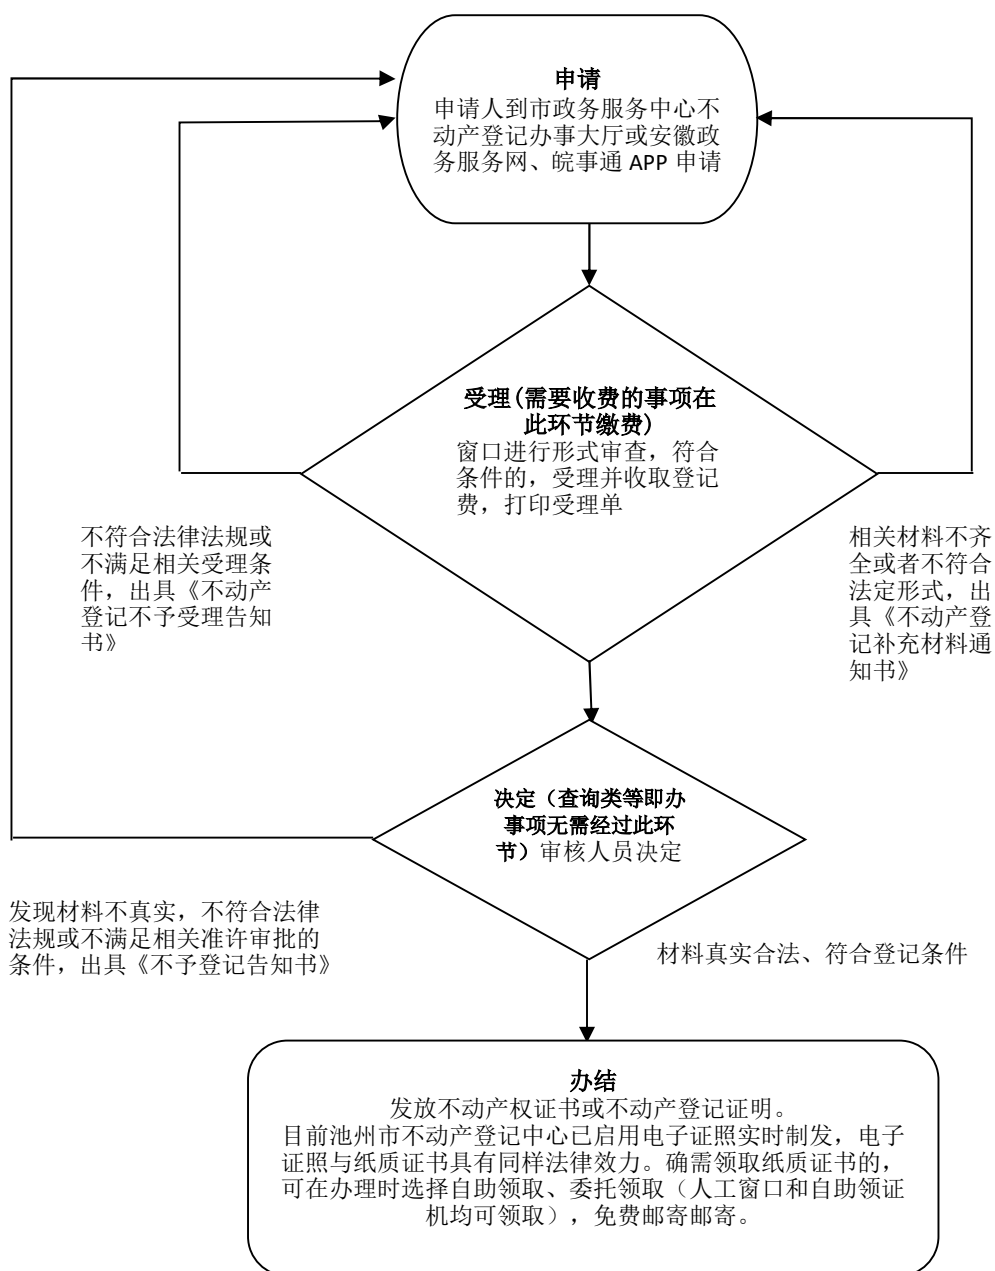 申请
申请人到市政务服务中心不
动产登记办事大厅或安徽政
务服务网、皖事通 APP 申请
受理(需要收费的事项在
此环节缴费)
窗口进行形式审查，符合
条件的，受理并收取登记
费，打印受理单
不符合法律法规或
不满足相关受理条
件，出具《不动产
登记不予受理告知
书》
相关材料不齐
全或者不符合
法定形式，出
具《不动产登
记补充材料通
知书》
决定（查询类等即办
事项无需经过此环
节）审核人员决定
发现材料不真实，不符合法律
法规或不满足相关准许审批的
条件，出具《不予登记告知书》
材料真实合法、符合登记条件
办结
发放不动产权证书或不动产登记证明。
目前池州市不动产登记中心已启用电子证照实时制发，电子
证照与纸质证书具有同样法律效力。确需领取纸质证书的，
可在办理时选择自助领取、委托领取（人工窗口和自助领证
机均可领取），免费邮寄邮寄。